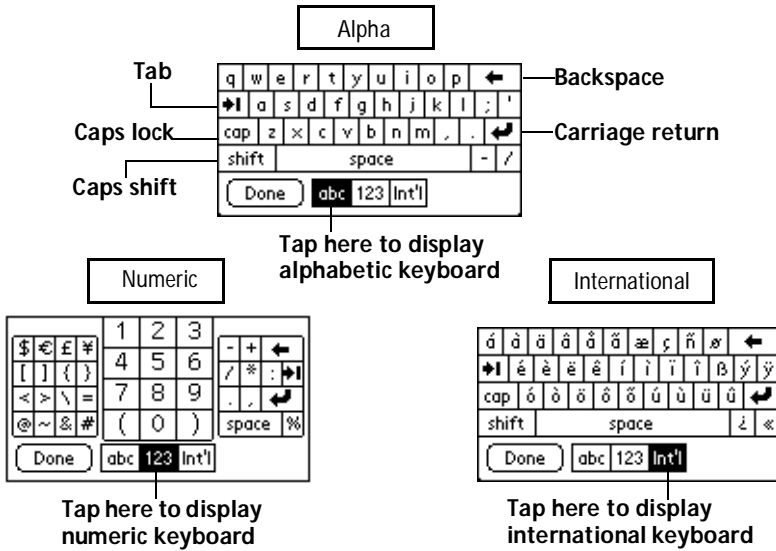 Alpha
Tab
q w e r t y u i o p
Backspace
a s d f g h j k l ; '
Caps lock
cap z x c v b n m , .
Carriage return
shift space - /
Caps shift
Done abc 123 Int'l
Tap here to display
alphabetic keyboard
Numeric
1 2 3
$ € £ ¥ - +
4 5 6
[ ] { } / * :
7 8 9
< > \ = . ,
( 0 )
@ ~ & # space %
Done abc 123 Int'l
Tap here to display
numeric keyboard
International
á à ä â å ã æ ç ñ ø
é è ë ê í ì ï î ß ý ÿ
cap ó ò ö ô õ ú ù ü û
shift space ¿ «
Done abc 123 Int'l
Tap here to display
international keyboard